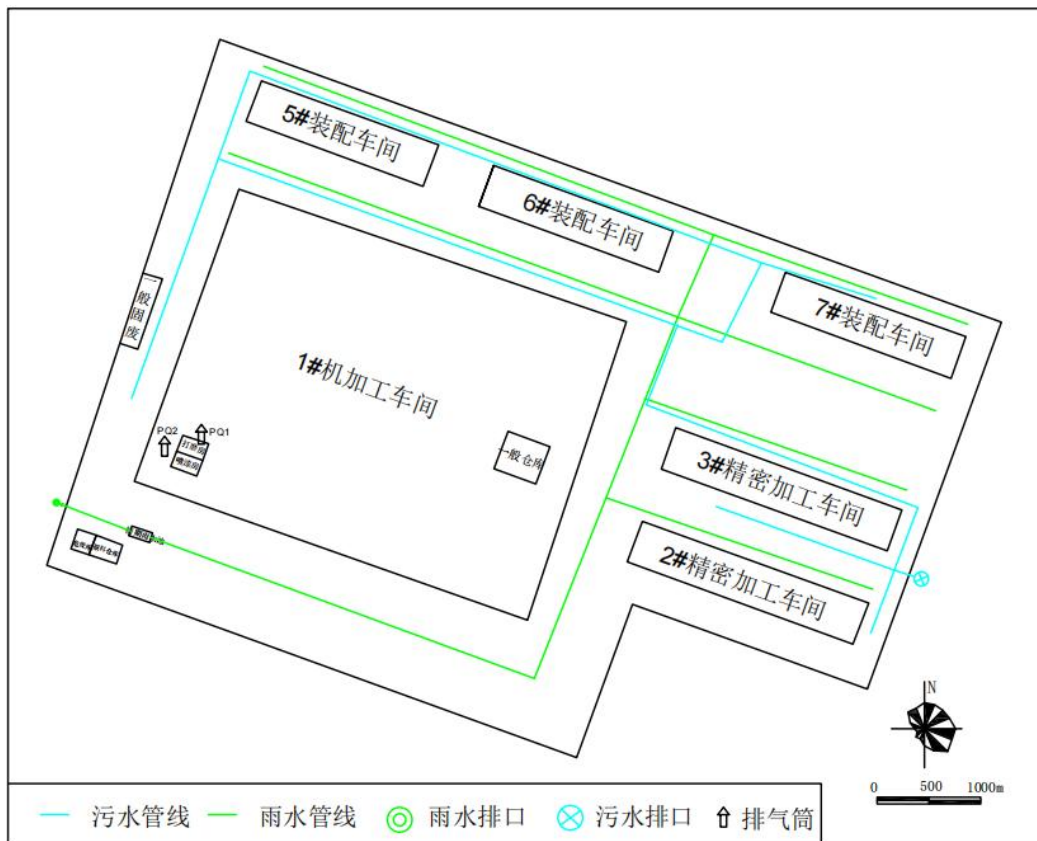 5#装配车间
6#装配车间
7#装配车间
一般固废
1#机加工车间
PQ2
PQ1
打磨房
喷漆房
一般仓库
3#精密加工车间
2#精密加工车间
N
0 500 1000m
污水管线
雨水管线
雨水排口
污水排口
排气筒